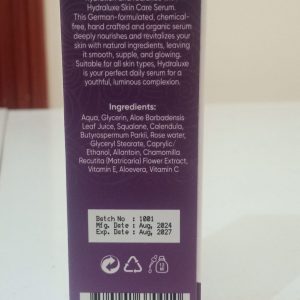 Hydraluxe Skin Care Serum.
This German-formulated, chemical-
free, hand crafted and organic serum
deeply nourishes and revitalizes your
skin with natural ingredients, leaving
it smooth, supple, and glowing.
Suitable for all skin types, Hydraluxe
is your perfect daily serum for a
youthful, luminous complexion.
Ingredients:
Aqua, Glycerin, Aloe Barbadensis
Leaf Juice, Squalane, Calendula,
Butyrospermum Parkii, Rose water,
Glyceryl Stearate, Caprylic/
Ethanol, Allantoin, Chamomilla
Recutita (Matricaria) Flower Extract,
Vitamin E, Aloevera, Vitamin C
Batch No : 1001
Mfg. Date : Aug, 2024
Exp. Date : Aug, 2027